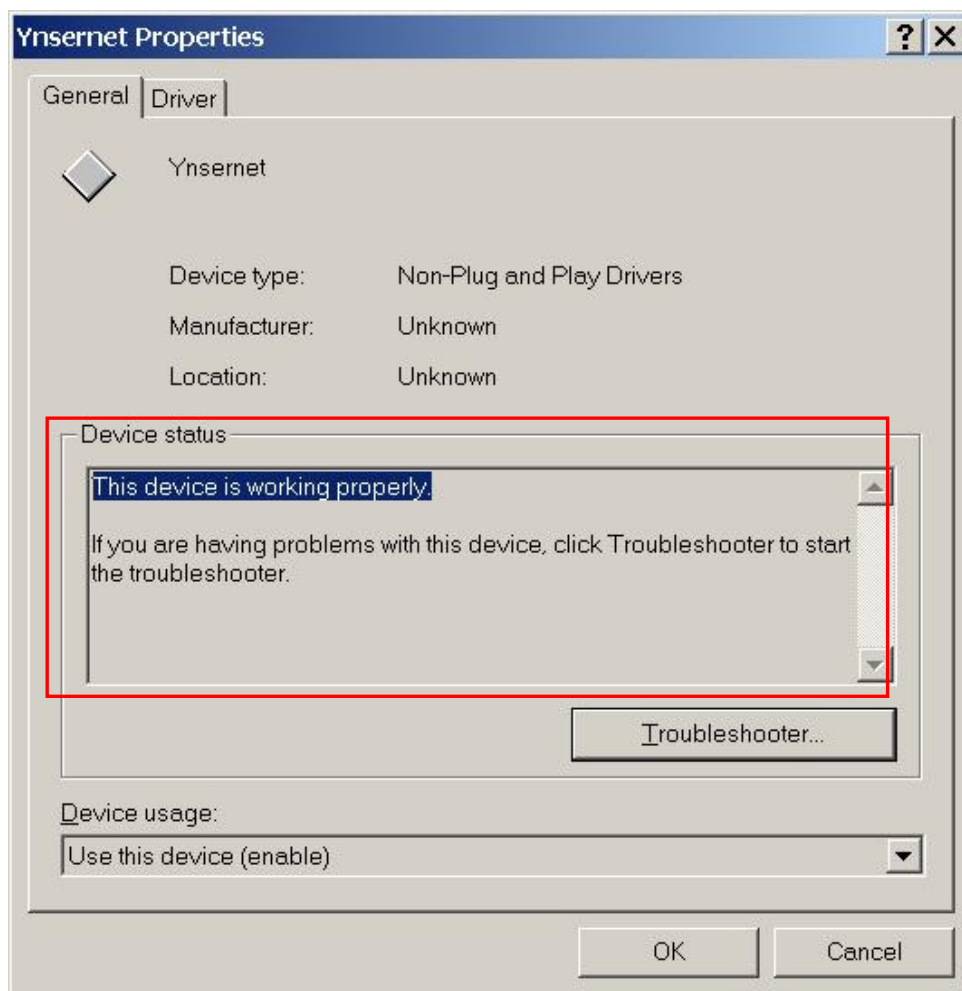 Ynsernet Properties
General Driver
Ynsernet
Device type: Non-Plug and Play Drivers
Manufacturer: Unknown
Location: Unknown
Device status
This device is working properly.
If you are having problems with this device, click Troubleshooter to start
the troubleshooter.
Troubleshooter...
Device usage:
Use this device (enable)
OK Cancel